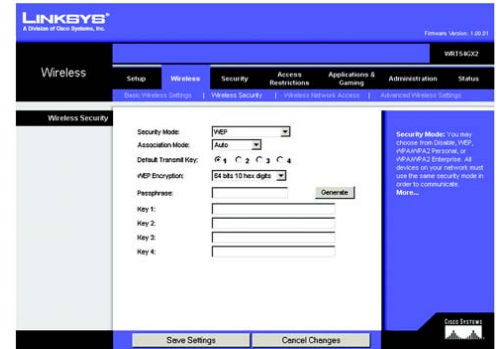 LINKSYS®
A Division of Cisco Systems, Inc.
Firmware Version: 1.00.01
WRT54GX2
Wireless
Setup Wireless Security Access Restrictions Applications & Gaming Administration Status
Basic Wireless Settings | Wireless Security | Wireless Network Access | Advanced Wireless Settings
Wireless Security
Security Mode: WEP
Association Mode: Auto
Default Transmit Key: 1 2 3 4
WEP Encryption: 64 bits 10 hex digits
Passphrase: Generate
Key 1:
Key 2:
Key 3:
Key 4:
Security Mode: You may
choose from Disable, WEP,
WPA/WPA2 Personal, or
WPA/WPA2 Enterprise. All
devices on your network must
use the same security mode in
order to communicate.
More...
Save Settings Cancel Changes
CISCO SYSTEMS